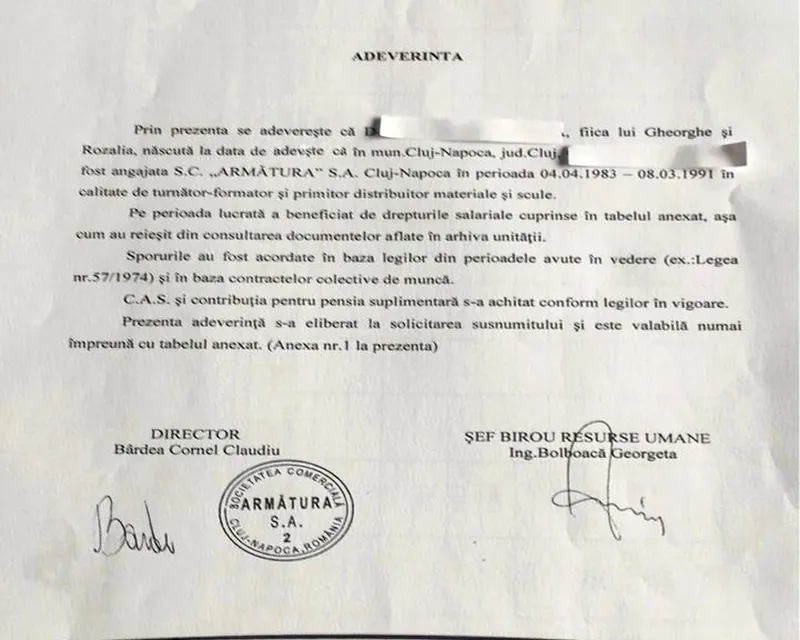 ADEVERINTA
Prin prezenta se adevereşte că fiica lui Gheorghe şi
Rozalia, născută la data de adevşte că în mun.Cluj-Napoca, jud.Cluj,
fost angajata S.C. „ARMĂTURA” S.A. Cluj-Napoca în perioada 04.04.1983 – 08.03.1991 în
calitate de turnător-formator şi primitor distribuitor materiale şi scule.
Pe perioada lucrată a beneficiat de drepturile salariale cuprinse în tabelul anexat, aşa
cum au reieşit din consultarea documentelor aflate în arhiva unităţii.
Sporurile au fost acordate în baza legilor din perioadele avute în vedere (ex.:Legea
nr.57/1974) şi în baza contractelor colective de muncă.
C.A.S. şi contribuţia pentru pensia suplimentară s-a achitat conform legilor în vigoare.
Prezenta adeverinţă s-a eliberat la solicitarea susnumitului şi este valabilă numai
împreună cu tabelul anexat. (Anexa nr.1 la prezenta)
DIRECTOR
Bârdea Cornel Claudiu
ŞEF BIROU RESURSE UMANE
Ing.Bolboacă Georgeta
SOCIETATEA COMERCIALĂ
ARMĂTURA
S.A.
2
CLUJ-NAPOCA, ROMÂNIA